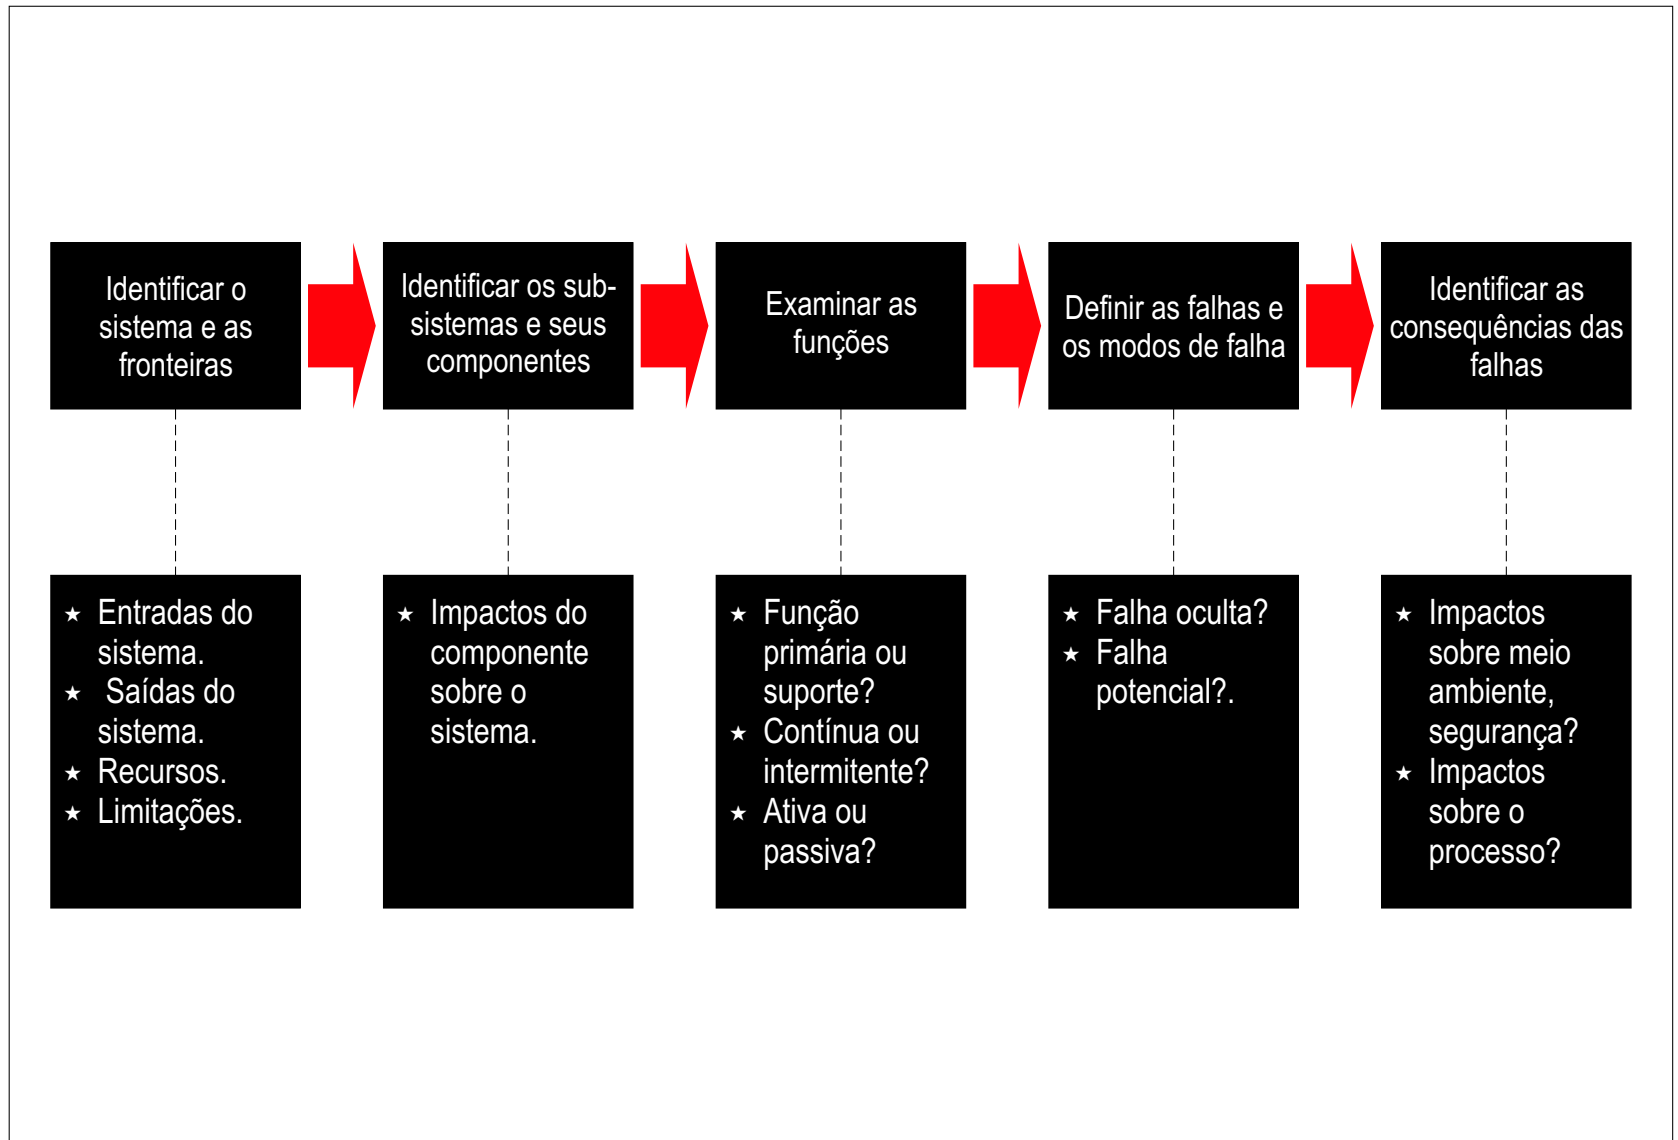 Identificar o
sistema e as
fronteiras
Identificar os sub-
sistemas e seus
componentes
Examinar as
funções
Definir as falhas e
os modos de falha
Identificar as
consequências das
falhas
★ Entradas do
sistema.
★ Saídas do
sistema.
★ Recursos.
★ Limitações.
★ Impactos do
componente
sobre o
sistema.
★ Função
primária ou
suporte?
★ Contínua ou
intermitente?
★ Ativa ou
passiva?
★ Falha oculta?
★ Falha
potencial?.
★ Impactos
sobre meio
ambiente,
segurança?
★ Impactos
sobre o
processo?